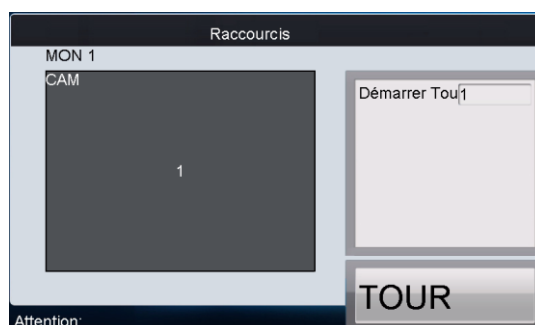 Raccourcis
MON 1
CAM
1
Démarrer Tou 1
TOUR
Attention: